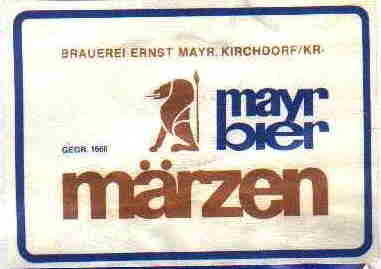 BRAUEREI ERNST MAYR, KIRCHDORF/KR.
mayr
bier
GEGR. 1666
märzen